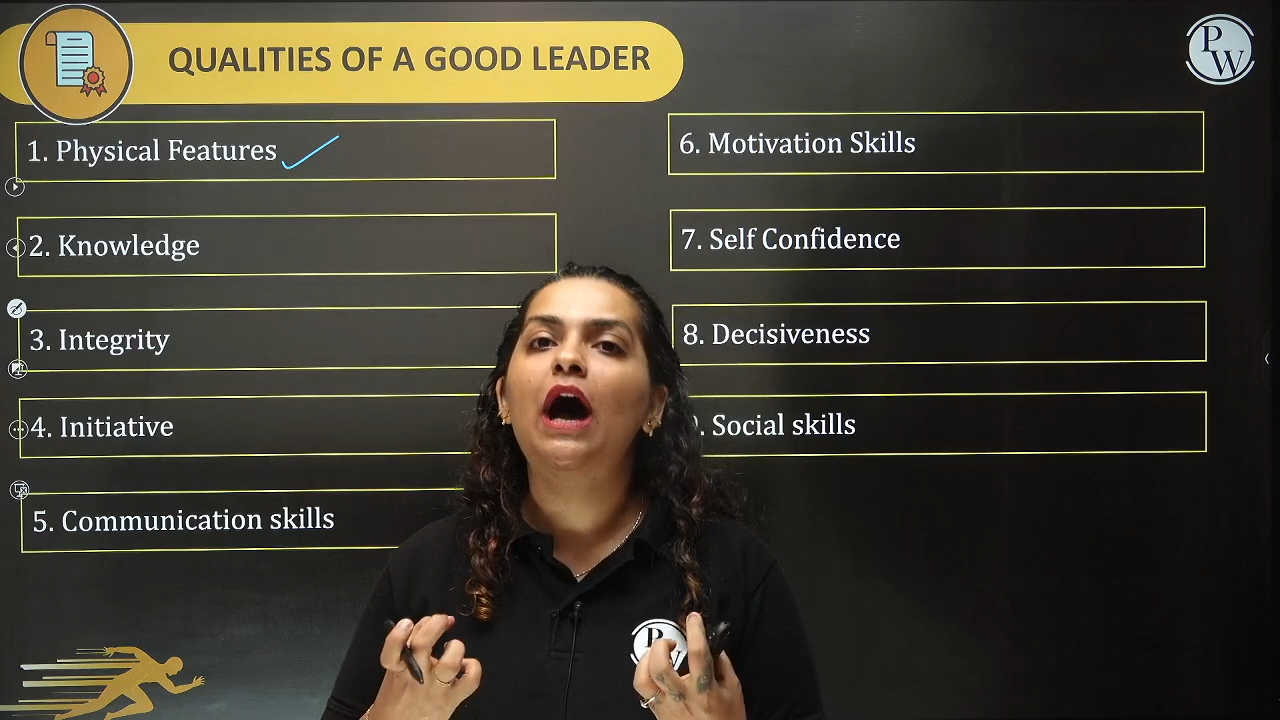 QUALITIES OF A GOOD LEADER
PW
1. Physical Features
2. Knowledge
3. Integrity
4. Initiative
5. Communication skills
6. Motivation Skills
7. Self Confidence
8. Decisiveness
. Social skills
PW